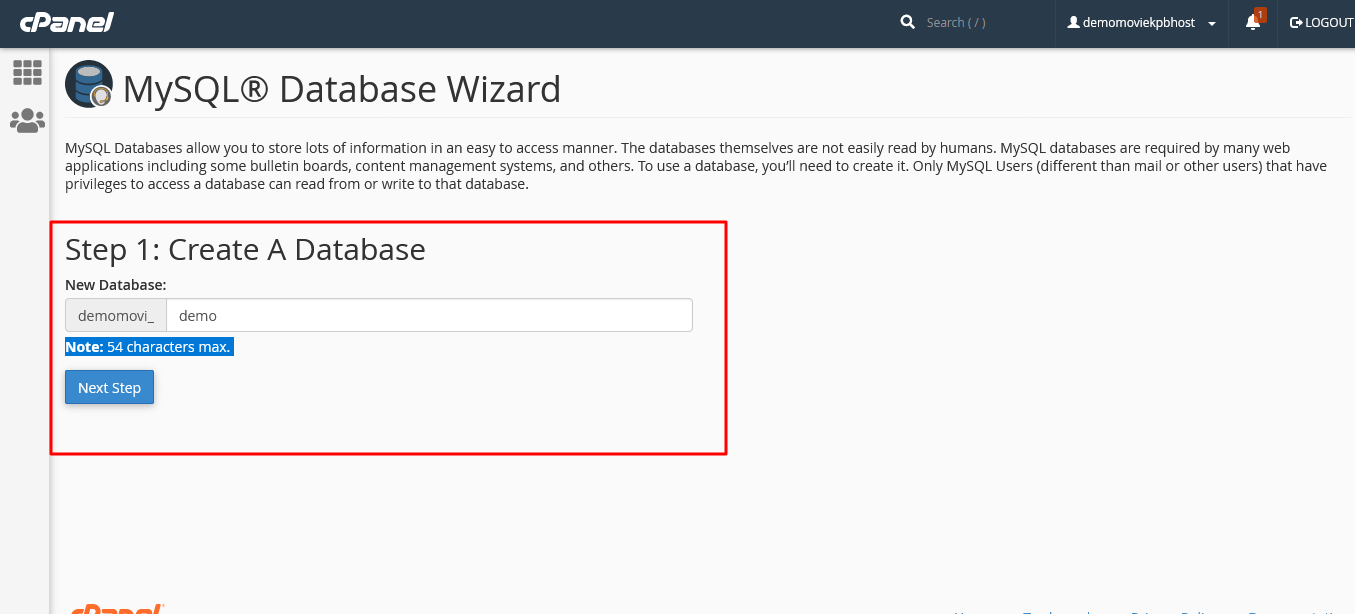 cPanel
Search ( / )
demomoviekpbhost
1
LOGOUT
MySQL® Database Wizard
MySQL Databases allow you to store lots of information in an easy to access manner. The databases themselves are not easily read by humans. MySQL databases are required by many web
applications including some bulletin boards, content management systems, and others. To use a database, you’ll need to create it. Only MySQL Users (different than mail or other users) that have
privileges to access a database can read from or write to that database.
Step 1: Create A Database
New Database:
demomovi_
demo
Note: 54 characters max.
Next Step
cPanel